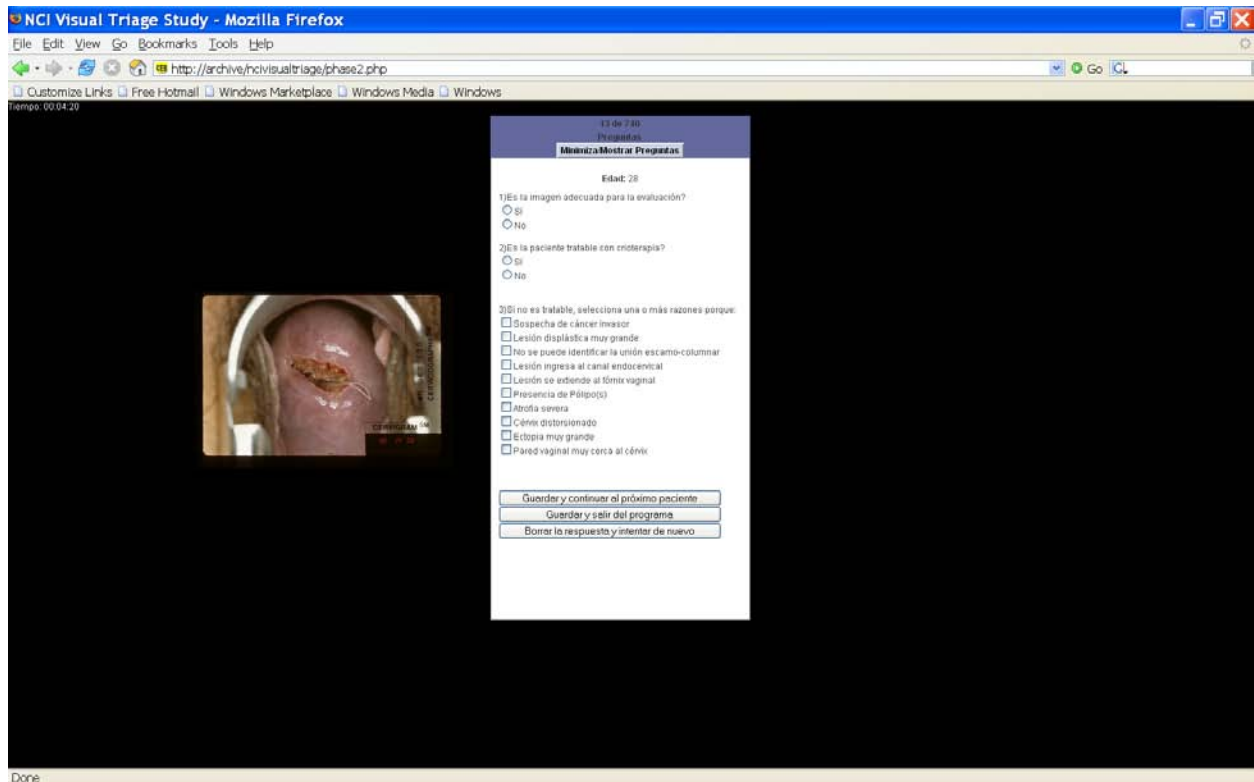 NCI Visual Triage Study - Mozilla Firefox
File Edit View Go Bookmarks Tools Help
http://archive/ncivisualtriage/phase2.php
Go
Customize Links Free Hotmail Windows Marketplace Windows Media Windows
Tiempo: 00:04:20
13 de 740
Preguntas
Minimiza/Mostrar Preguntas
Edad: 28
1)Es la imagen adecuada para la evaluación?
Si
No
2)Es la paciente tratable con crioterapia?
Si
No
3)Si no es tratable, selecciona una o más razones porque:
Sospecha de cáncer invasor
Lesión displástica muy grande
No se puede identificar la unión escamo-columnar
Lesión ingresa al canal endocervical
Lesión se extiende al fórnix vaginal
Presencia de Pólipo(s)
Atrofia severa
Cérvix distorsionado
Ectopia muy grande
Pared vaginal muy cerca al cérvix
Guardar y continuar al próximo paciente
Guardar y salir del programa
Borrar la respuesta y intentar de nuevo
CERVIGRAM SM
Done